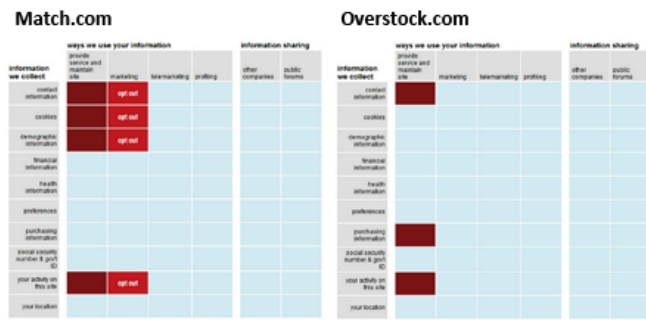 Match.com
ways we use your information
information sharing
information
we collect
provide
service and
maintain
site
marketing
telemarketing
profiling
other
companies
public
forums
contact
information
opt out
cookies
opt out
demographic
information
opt out
financial
information
health
information
preferences
purchasing
information
social security
number & gov't
ID
your activity on
this site
opt out
your location
Overstock.com
ways we use your information
information sharing
information
we collect
provide
service and
maintain
site
marketing
telemarketing
profiling
other
companies
public
forums
contact
information
cookies
demographic
information
financial
information
health
information
preferences
purchasing
information
social security
number & gov't
ID
your activity on
this site
your location